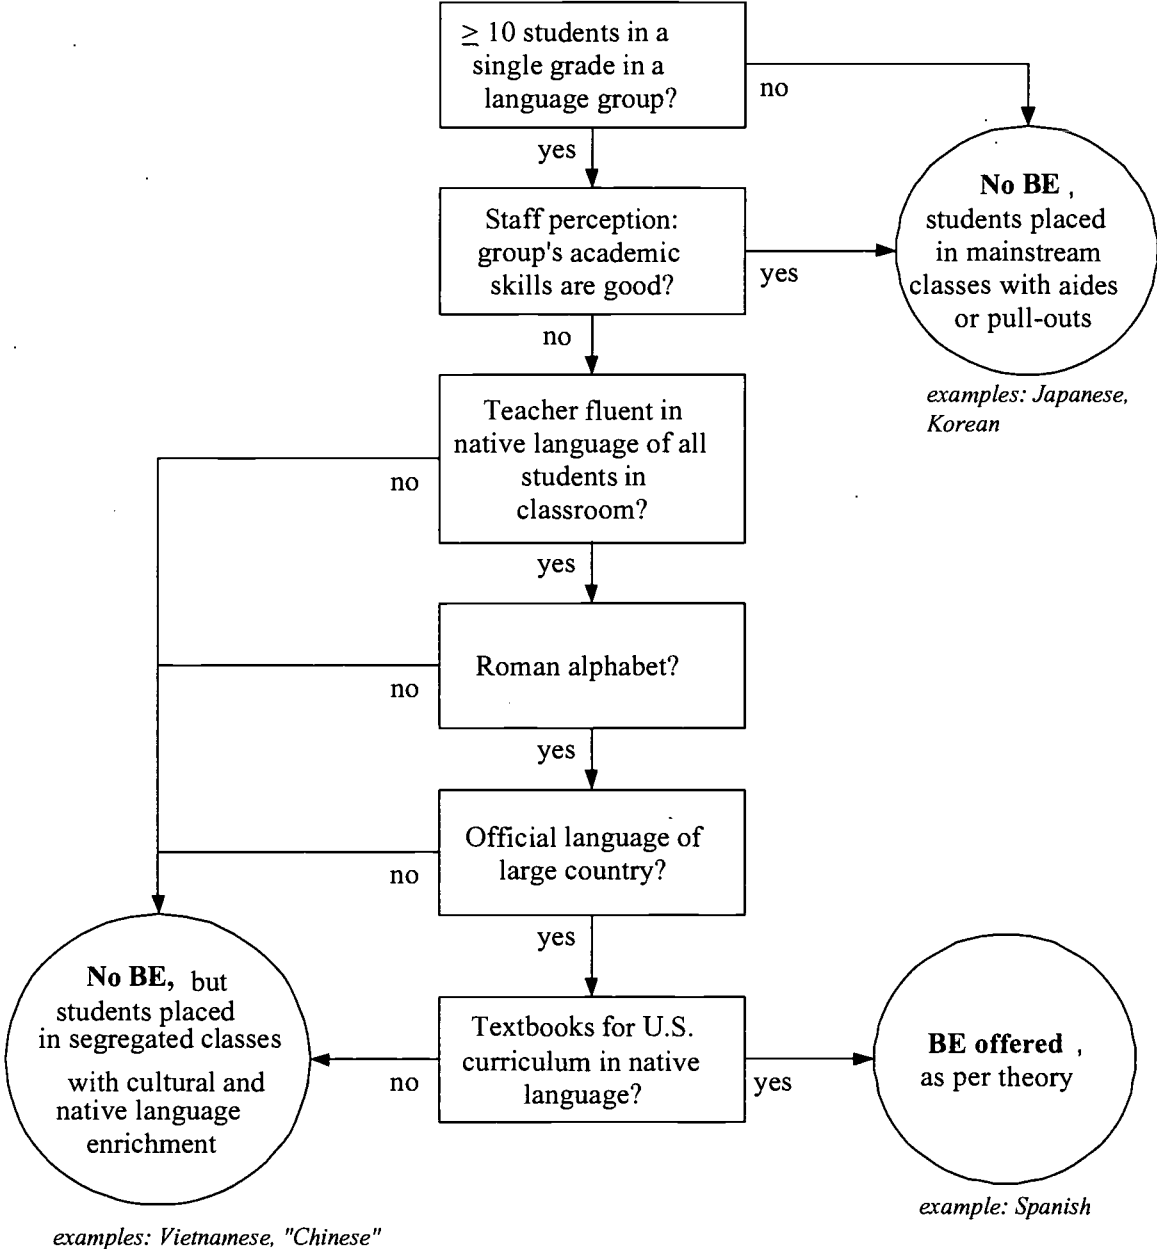 ≥ 10 students in a
single grade in a
language group?
no
yes
No BE ,
students placed
in mainstream
classes with aides
or pull-outs
examples: Japanese,
Korean
Staff perception:
group's academic
skills are good?
yes
no
Teacher fluent in
native language of all
students in
classroom?
no
yes
Roman alphabet?
no
yes
Official language of
large country?
no
yes
Textbooks for U.S.
curriculum in native
language?
no
yes
No BE, but
students placed
in segregated classes
with cultural and
native language
enrichment
examples: Vietnamese, "Chinese"
BE offered ,
as per theory
example: Spanish